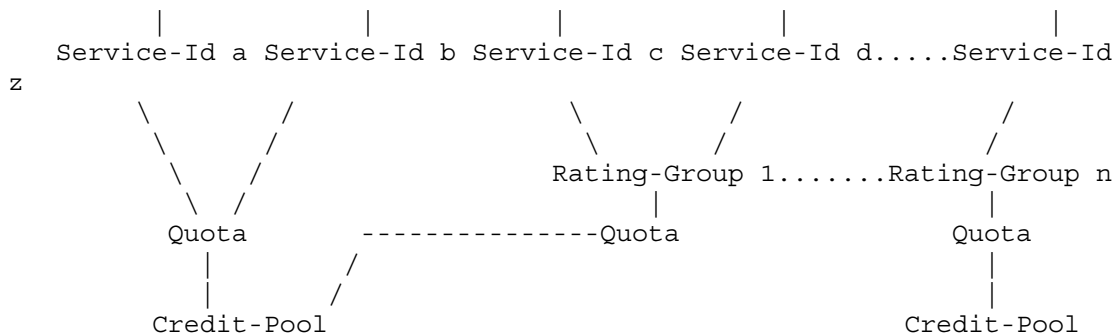 Service-Id a Service-Id b Service-Id c Service-Id d.....Service-Id
z
Rating-Group 1.......Rating-Group n
Quota ---------------Quota Quota
Credit-Pool Credit-Pool